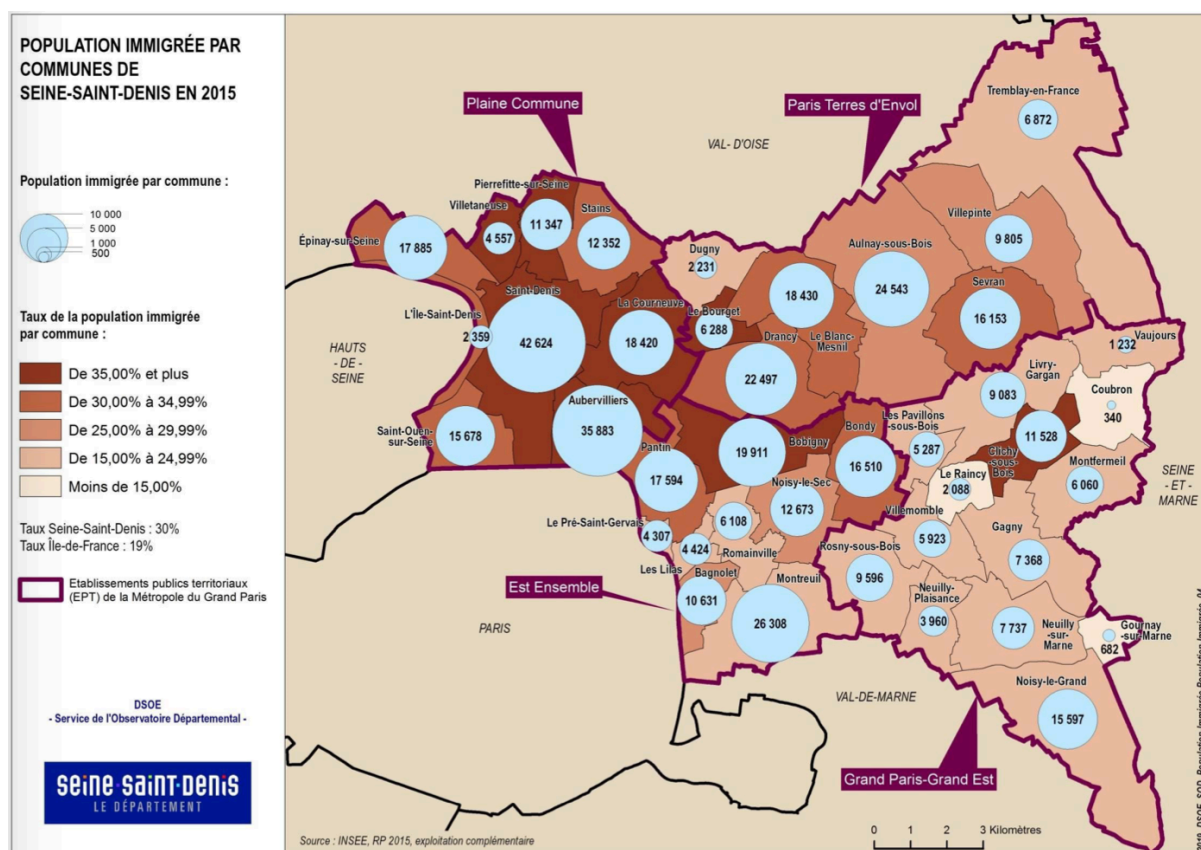 POPULATION IMMIGRÉE PAR
COMMUNES DE
SEINE-SAINT-DENIS EN 2015
Population immigrée par commune :
10 000
5 000
1 000
500
Taux de la population immigrée
par commune :
De 35,00% et plus
De 30,00% à 34,99%
De 25,00% à 29,99%
De 15,00% à 24,99%
Moins de 15,00%
Taux Seine-Saint-Denis : 30%
Taux Île-de-France : 19%
Etablissements publics territoriaux
(EPT) de la Métropole du Grand Paris
DSOE
- Service de l'Observatoire Départemental -
seine·saint·denis
LE DÉPARTEMENT
Plaine Commune
Paris Terres d'Envol
Est Ensemble
Grand Paris-Grand Est
VAL- D'OISE
HAUTS
- DE -
SEINE
PARIS
VAL-DE-MARNE
SEINE
- ET -
MARNE
Tremblay-en-France
6 872
Pierrefitte-sur-Seine
11 347
Villetaneuse
4 557
Stains
12 352
Épinay-sur-Seine
17 885
Dugny
2 231
Villepinte
9 805
Aulnay-sous-Bois
24 543
Sevran
16 153
Saint-Denis
42 624
La Courneuve
18 420
L'Île-Saint-Denis
2 359
Le Bourget
6 288
18 430
Le Blanc-
Mesnil
Drancy
22 497
Vaujours
1 232
Livry-
Gargan
9 083
Coubron
340
Aubervilliers
35 883
Saint-Ouen-
sur-Seine
15 678
Bobigny
19 911
Bondy
16 510
Les Pavillons
-sous-Bois
5 287
11 528
Clichy
-sous-
Bois
Pantin
17 594
Noisy-le-Sec
12 673
Le Raincy
2 088
Montfermeil
6 060
Le Pré-Saint-Gervais
4 307
6 108
Romainville
4 424
Les Lilas
Villemomble
5 923
Gagny
7 368
Bagnolet
10 631
Montreuil
26 308
Rosny-sous-Bois
9 596
Neuilly-
Plaisance
3 960
7 737
Neuilly
-sur-
Marne
Gournay
-sur-Marne
682
Noisy-le-Grand
15 597
Source : INSEE, RP 2015, exploitation complémentaire
0 1 2 3 Kilomètres
DSOE, SOD, Population Immigrée